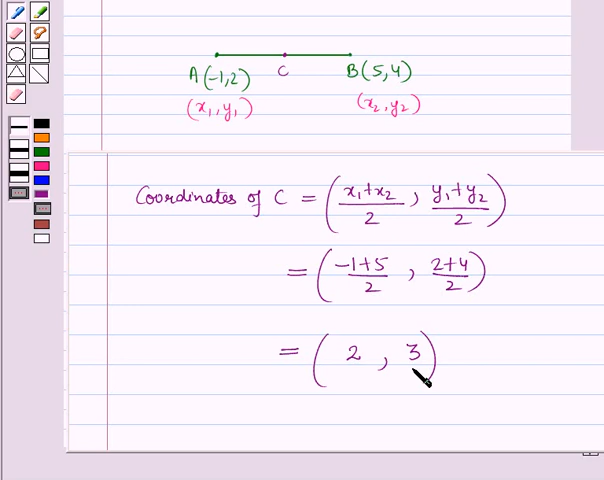 A(-1,2) C B(5,4)
(x₁,y₁) (x₂,y₂)
Coordinates of C = (x₁+x₂/2 , y₁+y₂/2)
= (-1+5/2 , 2+4/2)
= (2 , 3)